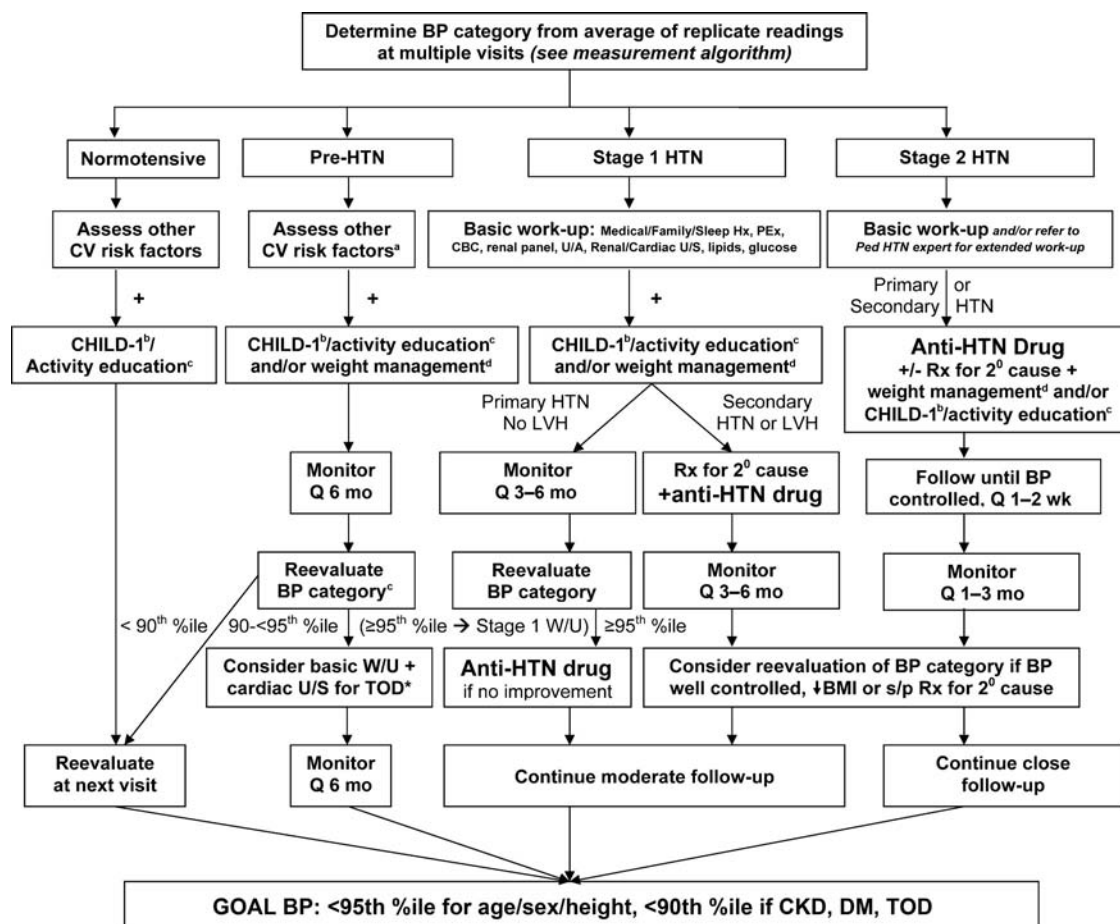 Determine BP category from average of replicate readings
at multiple visits (see measurement algorithm)
Normotensive
Pre-HTN
Stage 1 HTN
Stage 2 HTN
Assess other
CV risk factors
Assess other
CV risk factorsᵃ
Basic work-up: Medical/Family/Sleep Hx, PEx,
CBC, renal panel, U/A, Renal/Cardiac U/S, lipids, glucose
Basic work-up and/or refer to
Ped HTN expert for extended work-up
+
+
+
Primary or
Secondary HTN
CHILD-1ᵇ/
Activity educationᶜ
CHILD-1ᵇ/activity educationᶜ
and/or weight managementᵈ
CHILD-1ᵇ/activity educationᶜ
and/or weight managementᵈ
Anti-HTN Drug
+/- Rx for 2⁰ cause +
weight managementᵈ and/or
CHILD-1ᵇ/activity educationᶜ
Primary HTN
No LVH
Secondary
HTN or LVH
Monitor
Q 6 mo
Monitor
Q 3–6 mo
Rx for 2⁰ cause
+anti-HTN drug
Follow until BP
controlled, Q 1–2 wk
Reevaluate
BP categoryᶜ
Reevaluate
BP category
Monitor
Q 3–6 mo
Monitor
Q 1–3 mo
< 90ᵗʰ %ile
90-<95ᵗʰ %ile
(≥95ᵗʰ %ile → Stage 1 W/U)
≥95ᵗʰ %ile
Consider basic W/U +
cardiac U/S for TOD*
Anti-HTN drug
if no improvement
Consider reevaluation of BP category if BP
well controlled, ↓BMI or s/p Rx for 2⁰ cause
Reevaluate
at next visit
Monitor
Q 6 mo
Continue moderate follow-up
Continue close
follow-up
GOAL BP: <95th %ile for age/sex/height, <90th %ile if CKD, DM, TOD